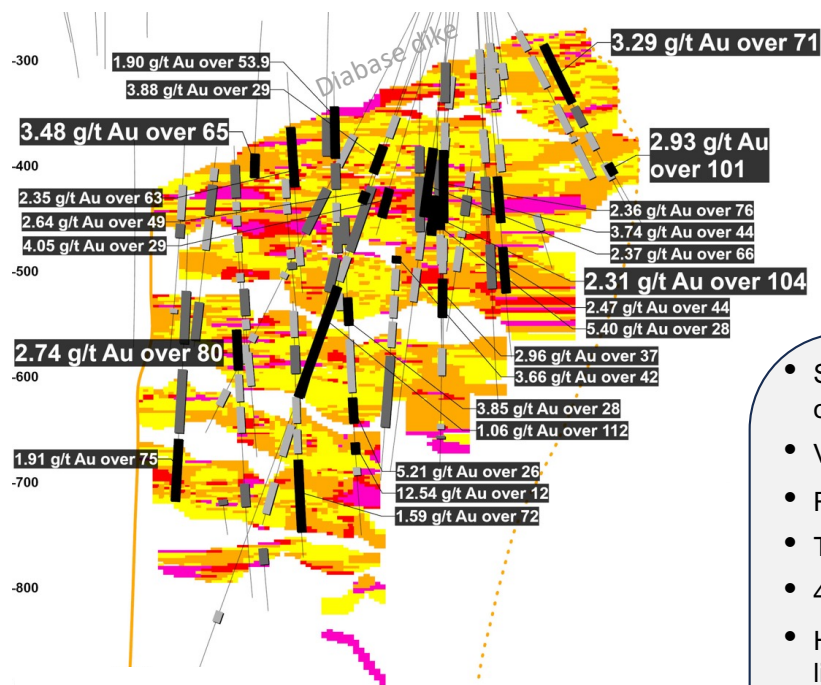 -300
-400
-500
-600
-700
-800
Diabase dike
1.90 g/t Au over 53.9
3.88 g/t Au over 29
3.48 g/t Au over 65
2.35 g/t Au over 63
2.64 g/t Au over 49
4.05 g/t Au over 29
2.74 g/t Au over 80
1.91 g/t Au over 75
3.29 g/t Au over 71
2.93 g/t Au
over 101
2.36 g/t Au over 76
3.74 g/t Au over 44
2.37 g/t Au over 66
2.31 g/t Au over 104
2.47 g/t Au over 44
5.40 g/t Au over 28
2.96 g/t Au over 37
3.66 g/t Au over 42
3.85 g/t Au over 28
1.06 g/t Au over 112
5.21 g/t Au over 26
12.54 g/t Au over 12
1.59 g/t Au over 72